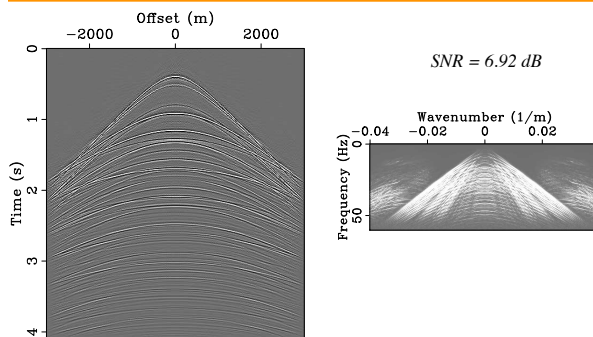 Offset (m)
−2000 0 2000
0
1
2
3
4
Time (s)
SNR = 6.92 dB
Wavenumber (1/m)
−0.04 −0.02 0 0.02
0
50
Frequency (Hz)